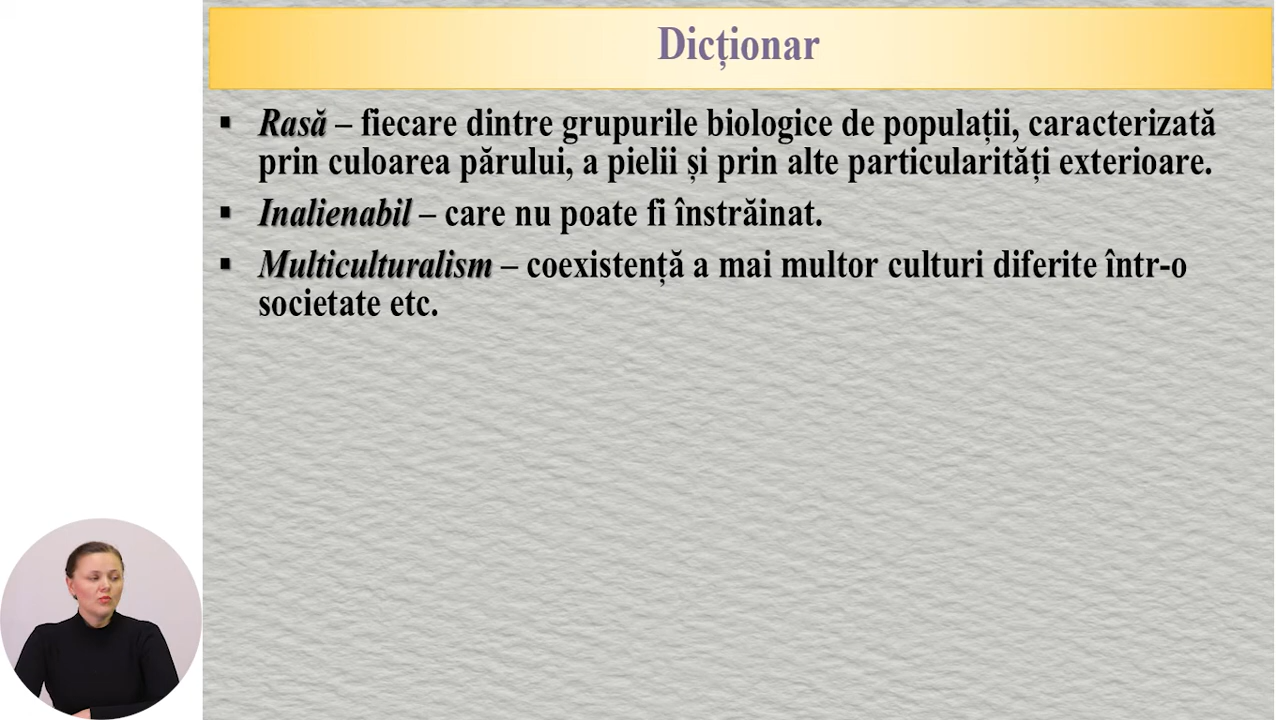 Dicționar
▪ Rasă – fiecare dintre grupurile biologice de populații, caracterizată
prin culoarea părului, a pielii și prin alte particularități exterioare.
▪ Inalienabil – care nu poate fi înstrăinat.
▪ Multiculturalism – coexistență a mai multor culturi diferite într-o
societate etc.